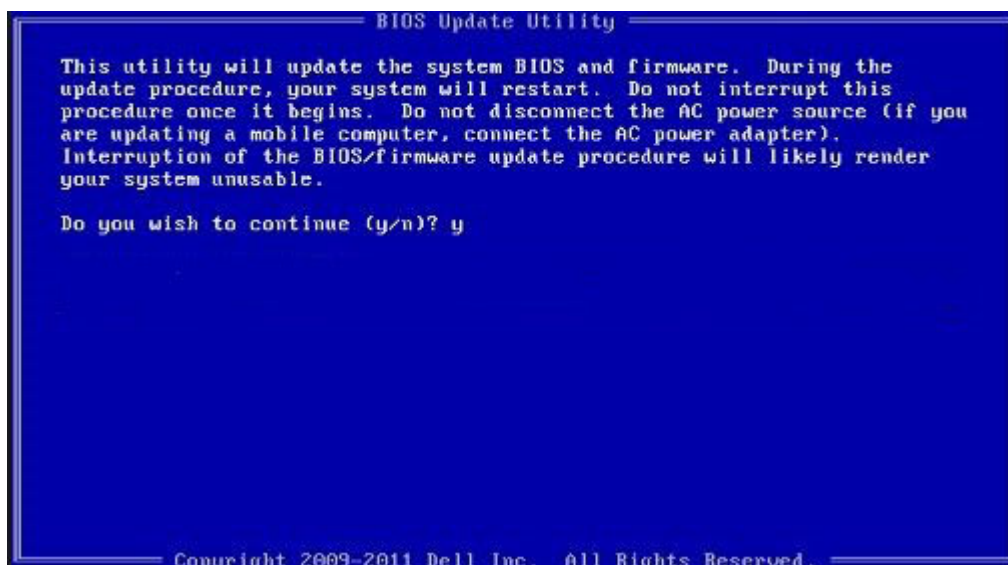 BIOS Update Utility
This utility will update the system BIOS and firmware. During the
update procedure, your system will restart. Do not interrupt this
procedure once it begins. Do not disconnect the AC power source (if you
are updating a mobile computer, connect the AC power adapter).
Interruption of the BIOS/firmware update procedure will likely render
your system unusable.
Do you wish to continue (y/n)? y
Copyright 2009-2011 Dell Inc. All Rights Reserved.